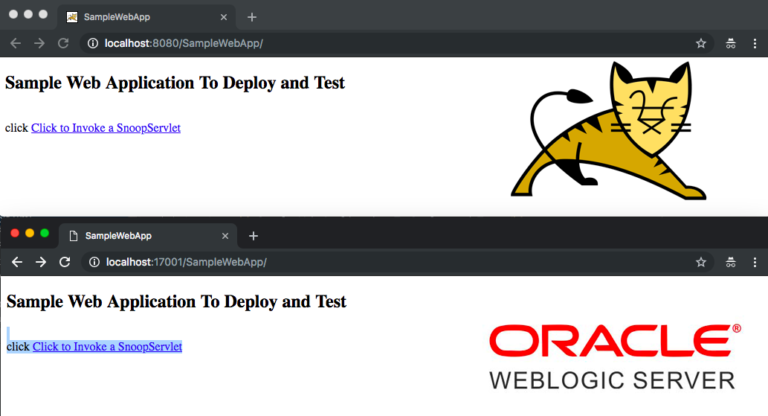 SampleWebApp
localhost:8080/SampleWebApp/
Sample Web Application To Deploy and Test
click Click to Invoke a SnoopServlet
SampleWebApp
localhost:17001/SampleWebApp/
Sample Web Application To Deploy and Test
click Click to Invoke a SnoopServlet
ORACLE®
WEBLOGIC SERVER